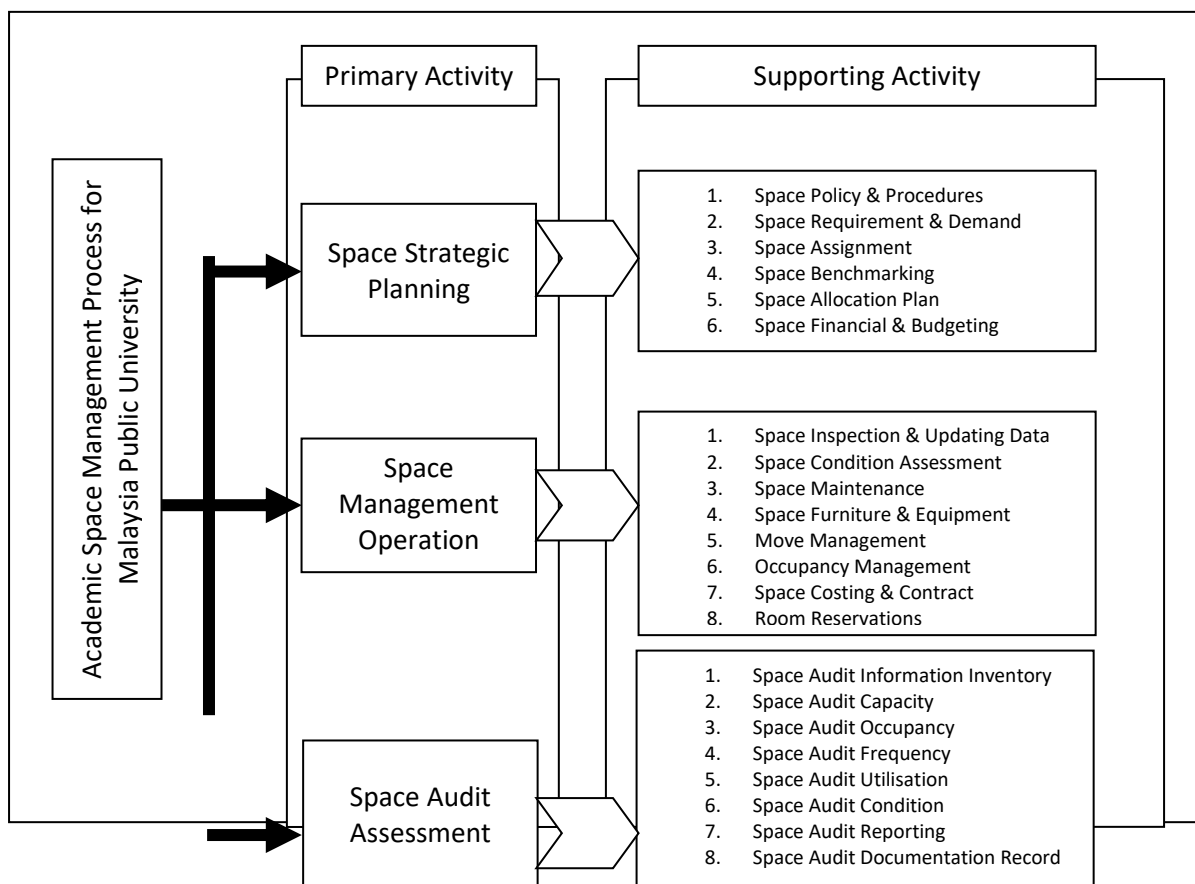 Academic Space Management Process for
Malaysia Public University
Primary Activity
Supporting Activity
Space Strategic
Planning
1. Space Policy & Procedures
2. Space Requirement & Demand
3. Space Assignment
4. Space Benchmarking
5. Space Allocation Plan
6. Space Financial & Budgeting
Space
Management
Operation
1. Space Inspection & Updating Data
2. Space Condition Assessment
3. Space Maintenance
4. Space Furniture & Equipment
5. Move Management
6. Occupancy Management
7. Space Costing & Contract
8. Room Reservations
Space Audit
Assessment
1. Space Audit Information Inventory
2. Space Audit Capacity
3. Space Audit Occupancy
4. Space Audit Frequency
5. Space Audit Utilisation
6. Space Audit Condition
7. Space Audit Reporting
8. Space Audit Documentation Record